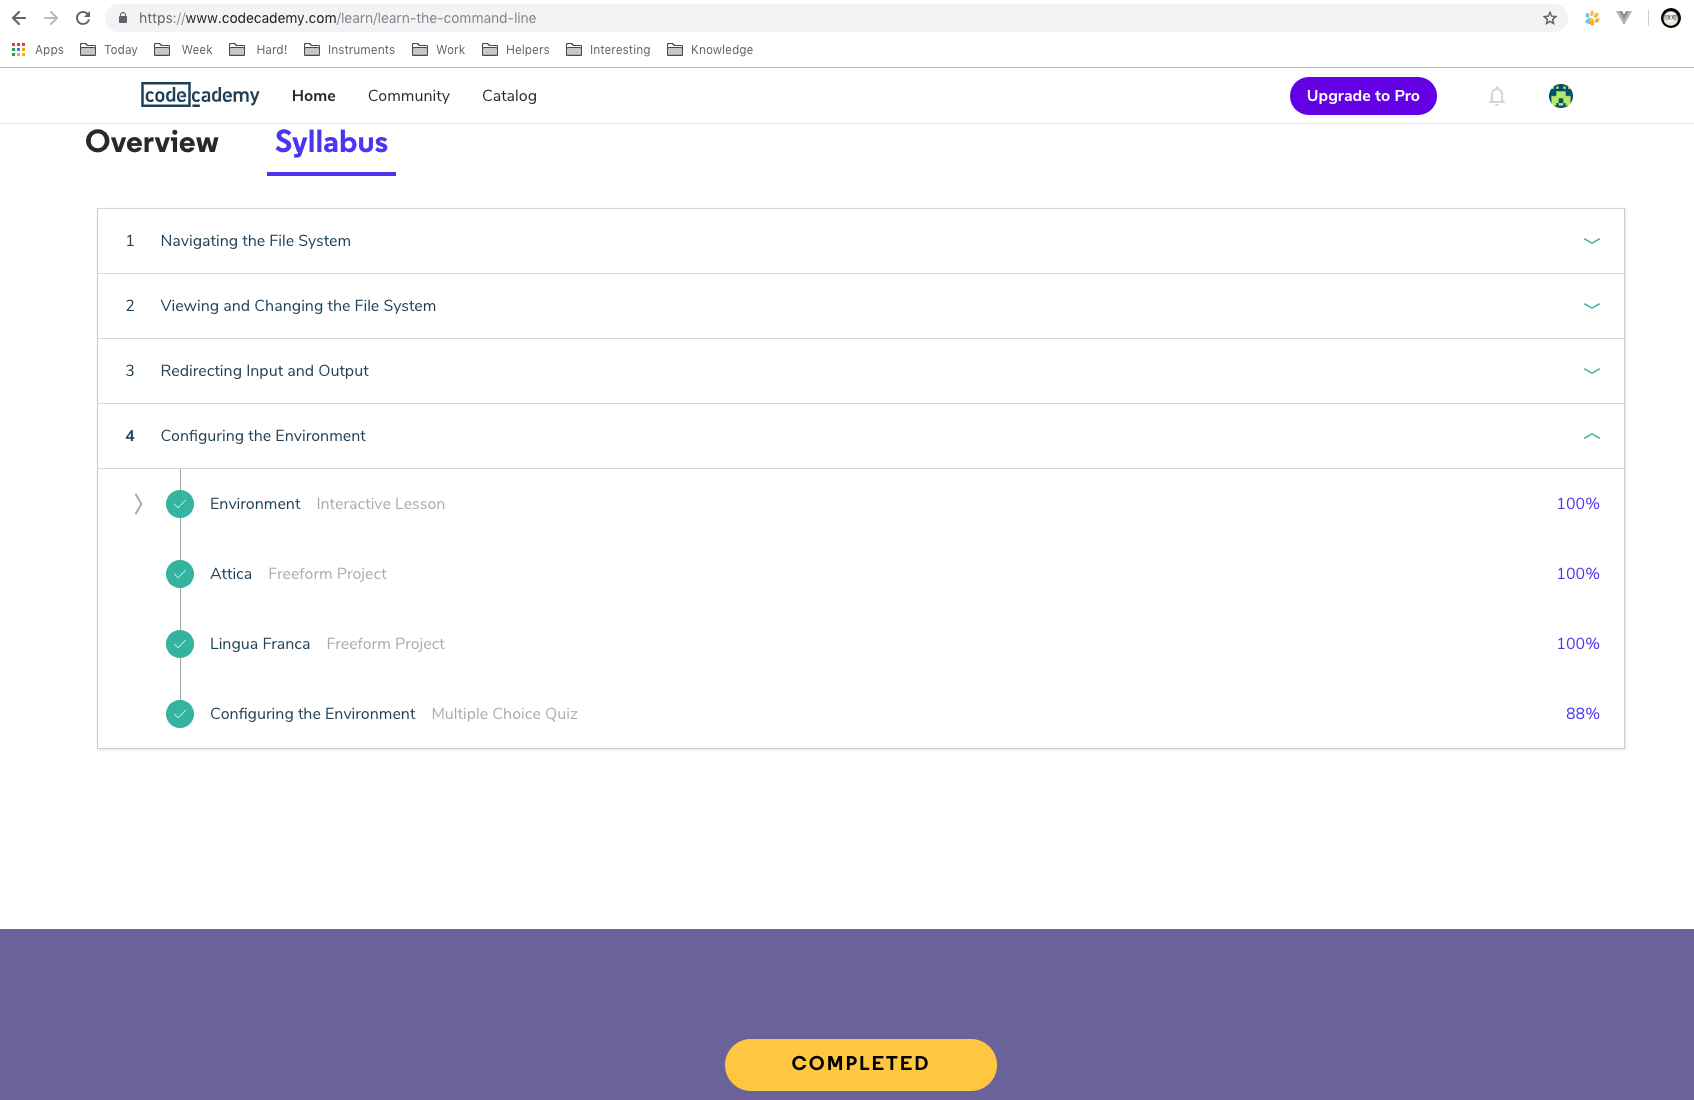 https://www.codecademy.com/learn/learn-the-command-line
Apps Today Week Hard! Instruments Work Helpers Interesting Knowledge
codecademy Home Community Catalog Upgrade to Pro
Overview Syllabus
1 Navigating the File System
2 Viewing and Changing the File System
3 Redirecting Input and Output
4 Configuring the Environment
Environment Interactive Lesson 100%
Attica Freeform Project 100%
Lingua Franca Freeform Project 100%
Configuring the Environment Multiple Choice Quiz 88%
COMPLETED